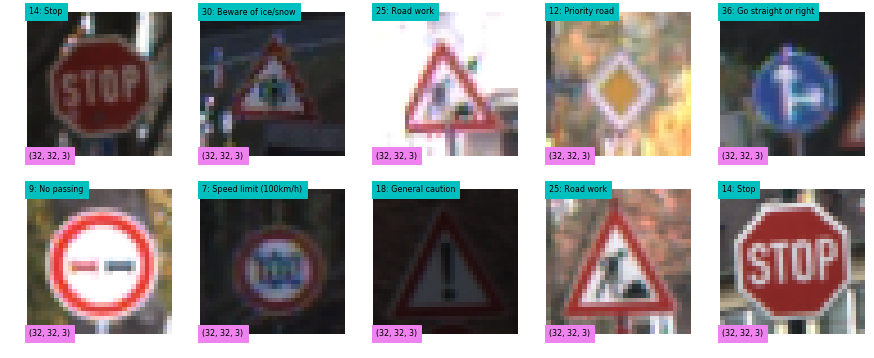 14: Stop
30: Beware of ice/snow
25: Road work
12: Priority road
36: Go straight or right
STOP
(32, 32, 3)
(32, 32, 3)
(32, 32, 3)
(32, 32, 3)
(32, 32, 3)
9: No passing
7: Speed limit (100km/h)
18: General caution
25: Road work
14: Stop
100
STOP
(32, 32, 3)
(32, 32, 3)
(32, 32, 3)
(32, 32, 3)
(32, 32, 3)